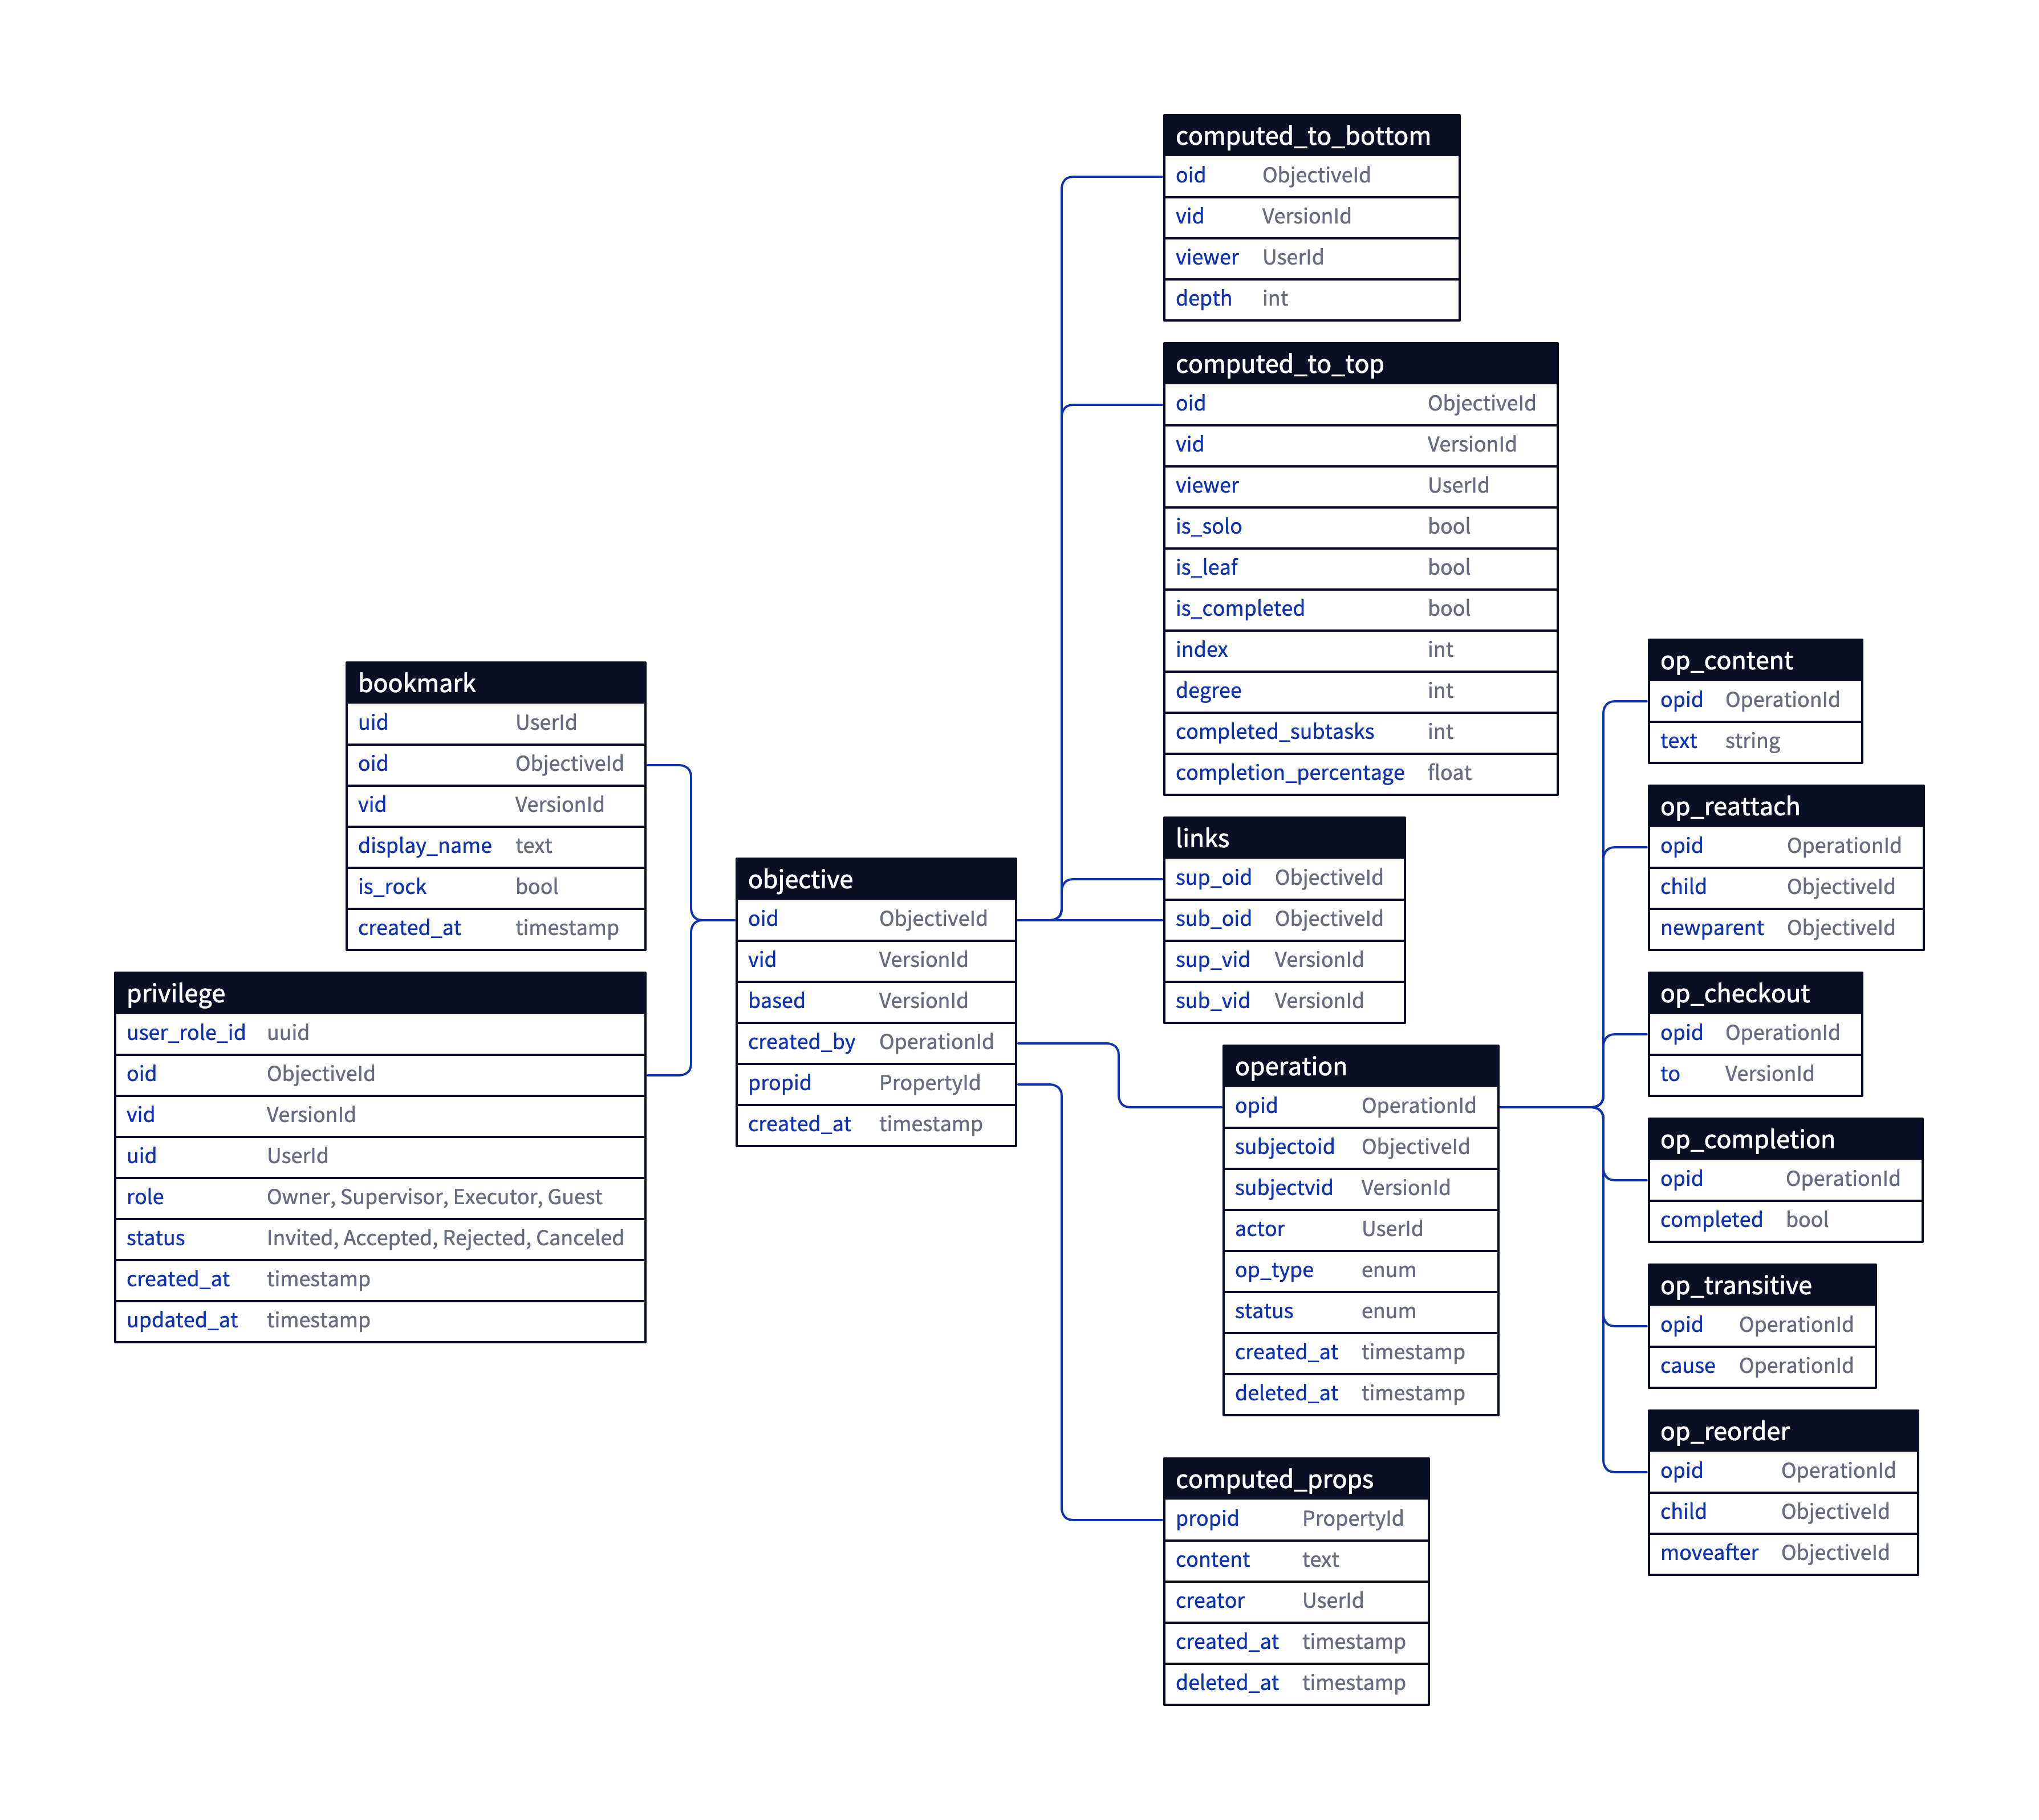 computed_to_bottom
oid ObjectiveId
vid VersionId
viewer UserId
depth int
computed_to_top
oid ObjectiveId
vid VersionId
viewer UserId
is_solo bool
is_leaf bool
is_completed bool
index int
degree int
completed_subtasks int
completion_percentage float
bookmark
uid UserId
oid ObjectiveId
vid VersionId
display_name text
is_rock bool
created_at timestamp
privilege
user_role_id uuid
oid ObjectiveId
vid VersionId
uid UserId
role Owner, Supervisor, Executor, Guest
status Invited, Accepted, Rejected, Canceled
created_at timestamp
updated_at timestamp
objective
oid ObjectiveId
vid VersionId
based VersionId
created_by OperationId
propid PropertyId
created_at timestamp
links
sup_oid ObjectiveId
sub_oid ObjectiveId
sup_vid VersionId
sub_vid VersionId
operation
opid OperationId
subjectoid ObjectiveId
subjectvid VersionId
actor UserId
op_type enum
status enum
created_at timestamp
deleted_at timestamp
computed_props
propid PropertyId
content text
creator UserId
created_at timestamp
deleted_at timestamp
op_content
opid OperationId
text string
op_reattach
opid OperationId
child ObjectiveId
newparent ObjectiveId
op_checkout
opid OperationId
to VersionId
op_completion
opid OperationId
completed bool
op_transitive
opid OperationId
cause OperationId
op_reorder
opid OperationId
child ObjectiveId
moveafter ObjectiveId